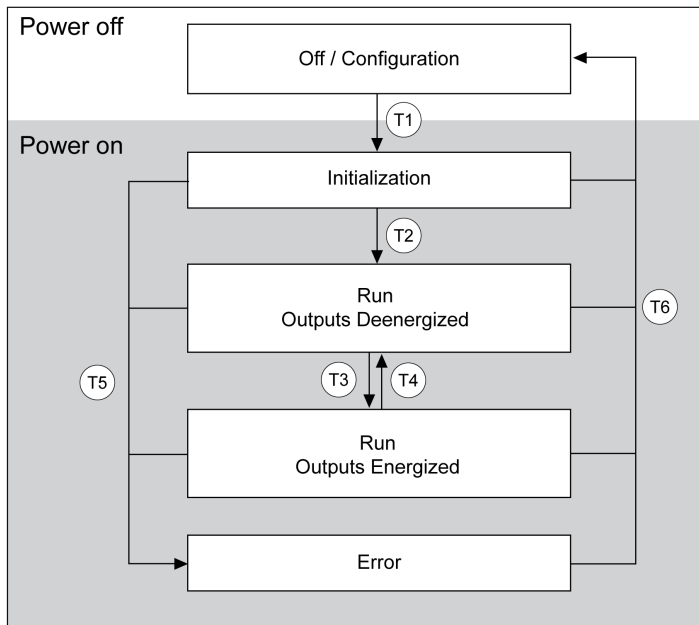 Power off
Off / Configuration
T1
Power on
Initialization
T2
Run
Outputs Deenergized
T6
T3
T4
T5
Run
Outputs Energized
Error